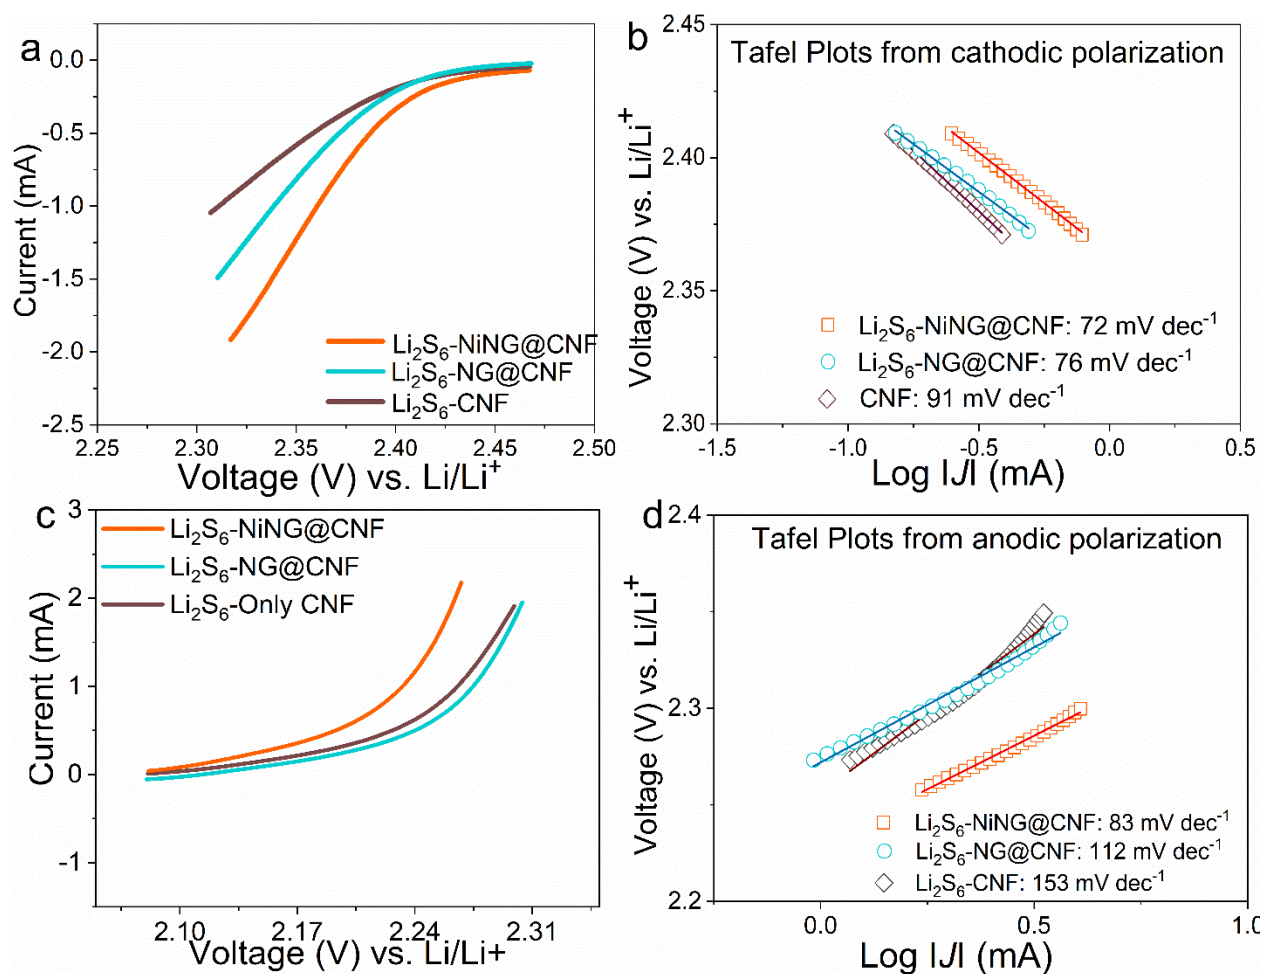 a
0.0
-0.5
-1.0
-1.5
-2.0
-2.5
Current (mA)
2.25 2.30 2.35 2.40 2.45 2.50
Voltage (V) vs. Li/Li⁺
Li₂S₆-NiNG@CNF
Li₂S₆-NG@CNF
Li₂S₆-CNF
b
Tafel Plots from cathodic polarization
2.45
2.40
2.35
2.30
Voltage (V) vs. Li/Li⁺
Li₂S₆-NiNG@CNF: 72 mV dec⁻¹
Li₂S₆-NG@CNF: 76 mV dec⁻¹
CNF: 91 mV dec⁻¹
-1.5 -1.0 -0.5 0.0 0.5
Log IJI (mA)
c
3
2
1
0
-1
Current (mA)
Li₂S₆-NiNG@CNF
Li₂S₆-NG@CNF
Li₂S₆-Only CNF
2.10 2.17 2.24 2.31
Voltage (V) vs. Li/Li+
d
Tafel Plots from anodic polarization
2.4
2.3
2.2
Voltage (V) vs. Li/Li⁺
Li₂S₆-NiNG@CNF: 83 mV dec⁻¹
Li₂S₆-NG@CNF: 112 mV dec⁻¹
Li₂S₆-CNF: 153 mV dec⁻¹
0.0 0.5 1.0
Log IJI (mA)